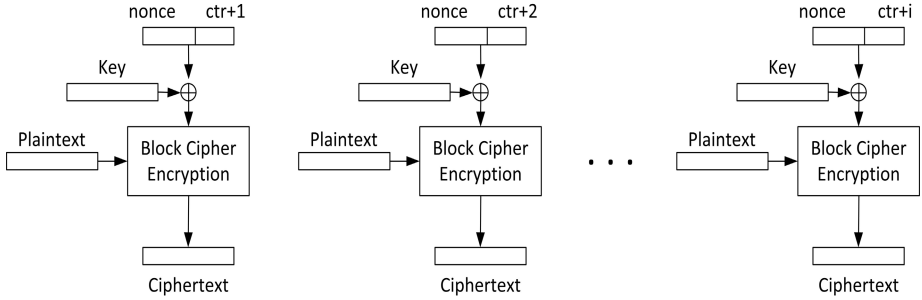 nonce ctr+1
Key
Plaintext
Block Cipher
Encryption
Ciphertext
nonce ctr+2
Key
Plaintext
Block Cipher
Encryption
Ciphertext
. . .
nonce ctr+i
Key
Plaintext
Block Cipher
Encryption
Ciphertext